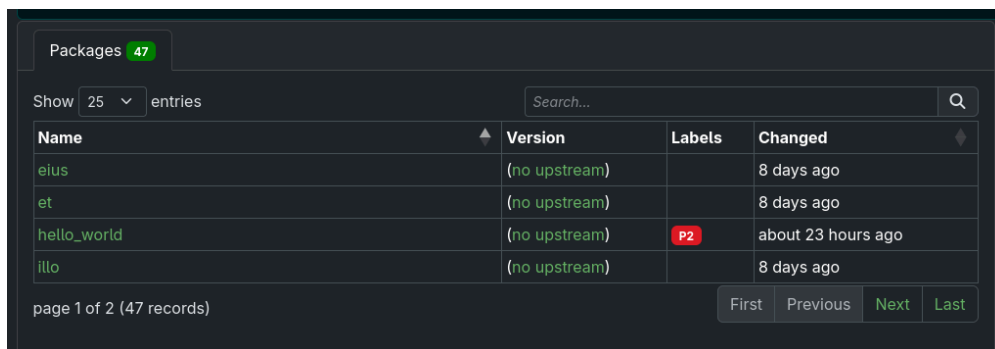 Packages 47
Show 25 entries Search...
Name Version Labels Changed
eius (no upstream) 8 days ago
et (no upstream) 8 days ago
hello_world (no upstream) P2 about 23 hours ago
illo (no upstream) 8 days ago
page 1 of 2 (47 records) First Previous Next Last